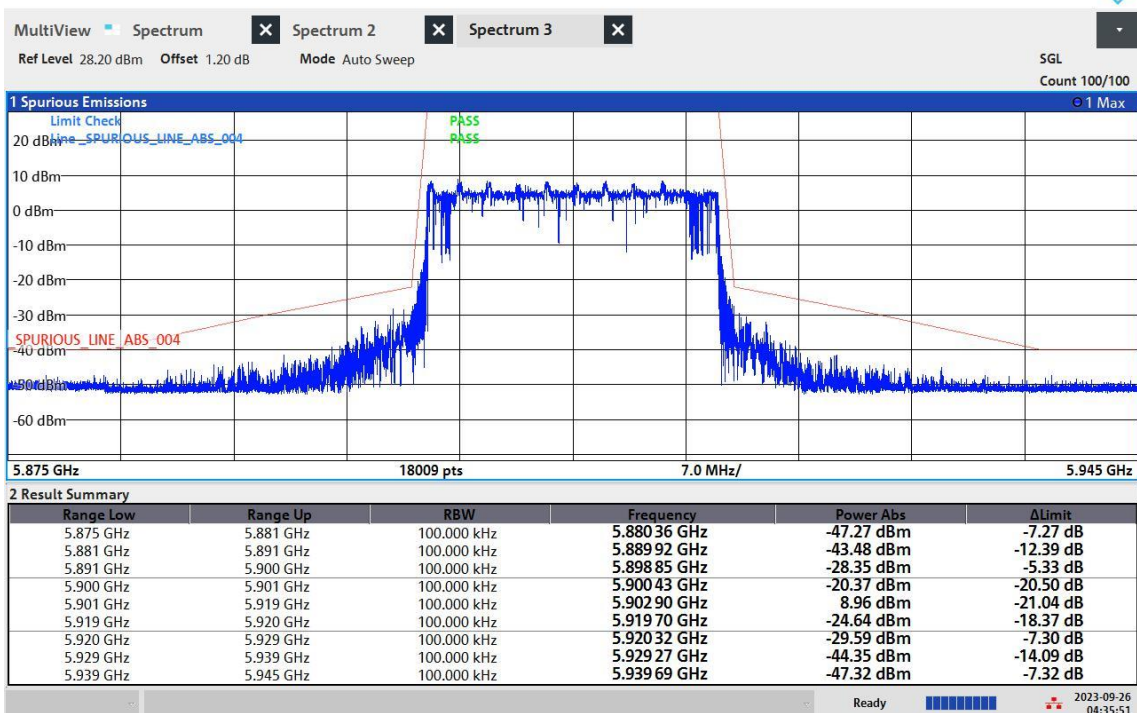 MultiView Spectrum Spectrum 2 Spectrum 3
Ref Level 28.20 dBm Offset 1.20 dB Mode Auto Sweep SGL
Count 100/100
1 Spurious Emissions 1 Max
Limit Check PASS
Line _SPURIOUS_LINE_ABS_004 PASS
20 dBm
10 dBm
0 dBm
-10 dBm
-20 dBm
-30 dBm
_SPURIOUS_LINE_ABS_004
-40 dBm
-50 dBm
-60 dBm
5.875 GHz 18009 pts 7.0 MHz/ 5.945 GHz
2 Result Summary
Range Low Range Up RBW Frequency Power Abs ΔLimit
5.875 GHz 5.881 GHz 100.000 kHz 5.880 36 GHz -47.27 dBm -7.27 dB
5.881 GHz 5.891 GHz 100.000 kHz 5.889 92 GHz -43.48 dBm -12.39 dB
5.891 GHz 5.900 GHz 100.000 kHz 5.898 85 GHz -28.35 dBm -5.33 dB
5.900 GHz 5.901 GHz 100.000 kHz 5.900 43 GHz -20.37 dBm -20.50 dB
5.901 GHz 5.919 GHz 100.000 kHz 5.902 90 GHz 8.96 dBm -21.04 dB
5.919 GHz 5.920 GHz 100.000 kHz 5.919 70 GHz -24.64 dBm -18.37 dB
5.920 GHz 5.929 GHz 100.000 kHz 5.920 32 GHz -29.59 dBm -7.30 dB
5.929 GHz 5.939 GHz 100.000 kHz 5.929 27 GHz -44.35 dBm -14.09 dB
5.939 GHz 5.945 GHz 100.000 kHz 5.939 69 GHz -47.32 dBm -7.32 dB
Ready 2023-09-26
04:35:51